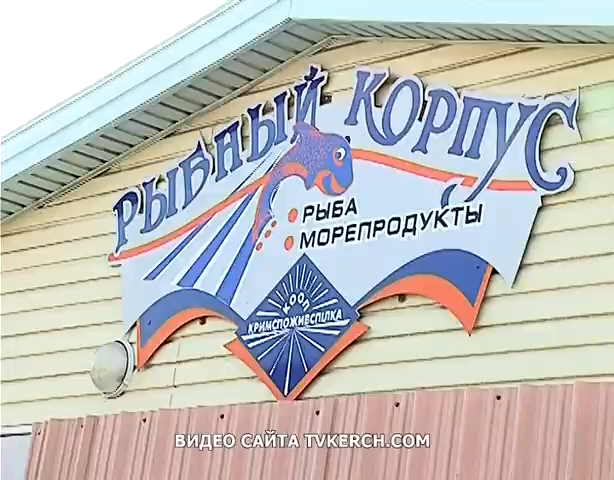 РЫБНЫЙ КОРПУС
РЫБА
МОРЕПРОДУКТЫ
КООП
КРИМСПОЖИВСПІЛКА
ВИДЕО САЙТА TVKERCH.COM